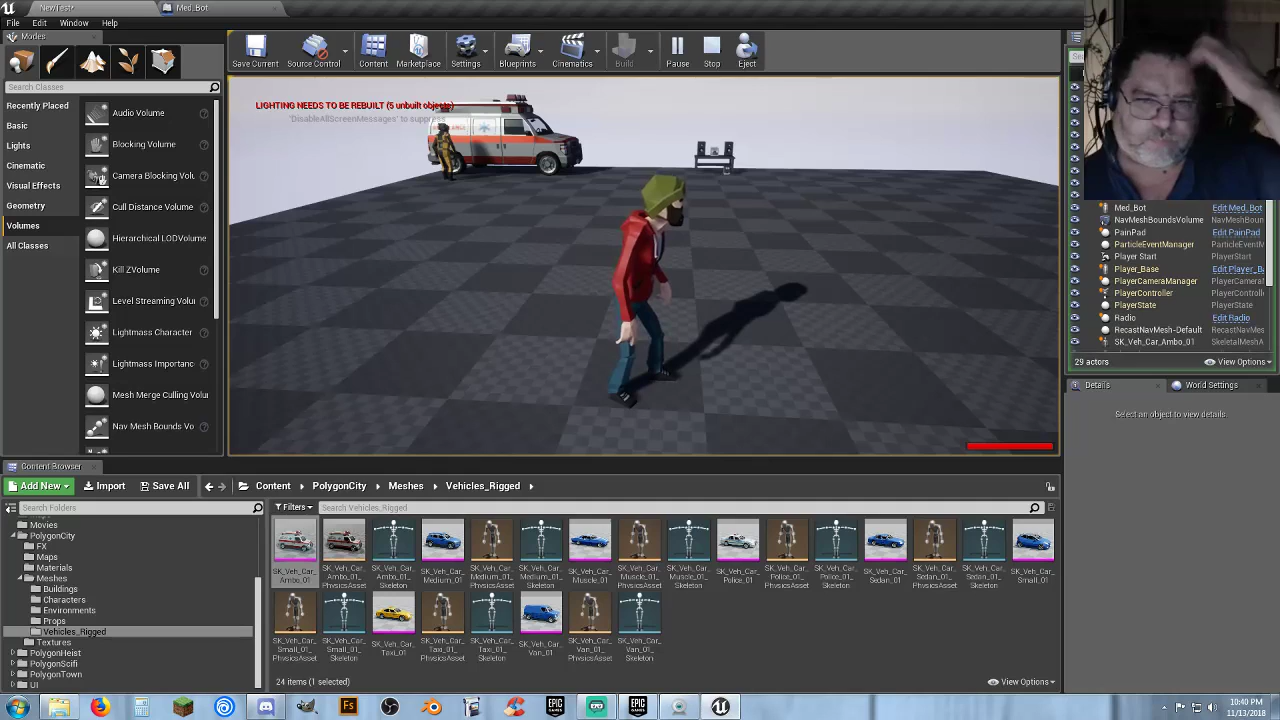 NewTest*
Med_Bot
File Edit Window Help
Modes
Search Classes
Recently Placed
Basic
Lights
Cinematic
Visual Effects
Geometry
Volumes
All Classes
Audio Volume
Blocking Volume
Camera Blocking Volu
Cull Distance Volume
Hierarchical LODVolume
Kill ZVolume
Level Streaming Volu
Lightmass Character
Lightmass Importanc
Mesh Merge Culling Volu
Nav Mesh Bounds Vo
Save Current Source Control Content Marketplace Settings Blueprints Cinematics Build Pause Stop Eject
LIGHTING NEEDS TO BE REBUILT (5 unbuilt objects)
'DisableAllScreenMessages' to suppress
Med_Bot Edit Med_Bot
NavMeshBoundsVolume NavMeshBoun
PainPad Edit PainPad
ParticleEventManager ParticleEventM
Player Start PlayerStart
Player_Base Edit Player_Ba
PlayerCameraManager PlayerCameraM
PlayerController PlayerControll
PlayerState PlayerState
Radio Edit Radio
RecastNavMesh-Default RecastNavMes
SK_Veh_Car_Ambo_01 SkeletalMeshA
29 actors
View Options
Details
World Settings
Select an object to view details.
Content Browser
Add New Import Save All Content PolygonCity Meshes Vehicles_Rigged
Search Folders
Filters
Search Vehicles_Rigged
Movies
PolygonCity
FX
Maps
Materials
Meshes
Buildings
Characters
Environments
Props
Vehicles_Rigged
Textures
PolygonHeist
PolygonScifi
PolygonTown
UI
SK_Veh_Car_Ambo_01
SK_Veh_Car_Ambo_01_PhysicsAsset
SK_Veh_Car_Ambo_01_Skeleton
SK_Veh_Car_Medium_01
SK_Veh_Car_Medium_01_PhysicsAsset
SK_Veh_Car_Medium_01_Skeleton
SK_Veh_Car_Muscle_01
SK_Veh_Car_Muscle_01_PhysicsAsset
SK_Veh_Car_Muscle_01_Skeleton
SK_Veh_Car_Police_01
SK_Veh_Car_Police_01_PhysicsAsset
SK_Veh_Car_Police_01_Skeleton
SK_Veh_Car_Sedan_01
SK_Veh_Car_Sedan_01_PhysicsAsset
SK_Veh_Car_Sedan_01_Skeleton
SK_Veh_Car_Small_01
SK_Veh_Car_Small_01_PhysicsAsset
SK_Veh_Car_Small_01_Skeleton
SK_Veh_Car_Taxi_01
SK_Veh_Car_Taxi_01_PhysicsAsset
SK_Veh_Car_Taxi_01_Skeleton
SK_Veh_Car_Van_01
SK_Veh_Car_Van_01_PhysicsAsset
SK_Veh_Car_Van_01_Skeleton
24 items (1 selected)
View Options
10:40 PM
11/13/2018